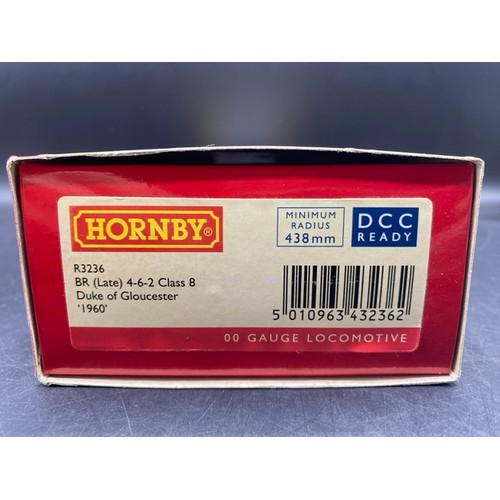 HORNBY®
MINIMUM
RADIUS
438mm
DCC
READY
R3236
BR (Late) 4-6-2 Class 8
Duke of Gloucester
'1960'
5 010963 432362
00 GAUGE LOCOMOTIVE